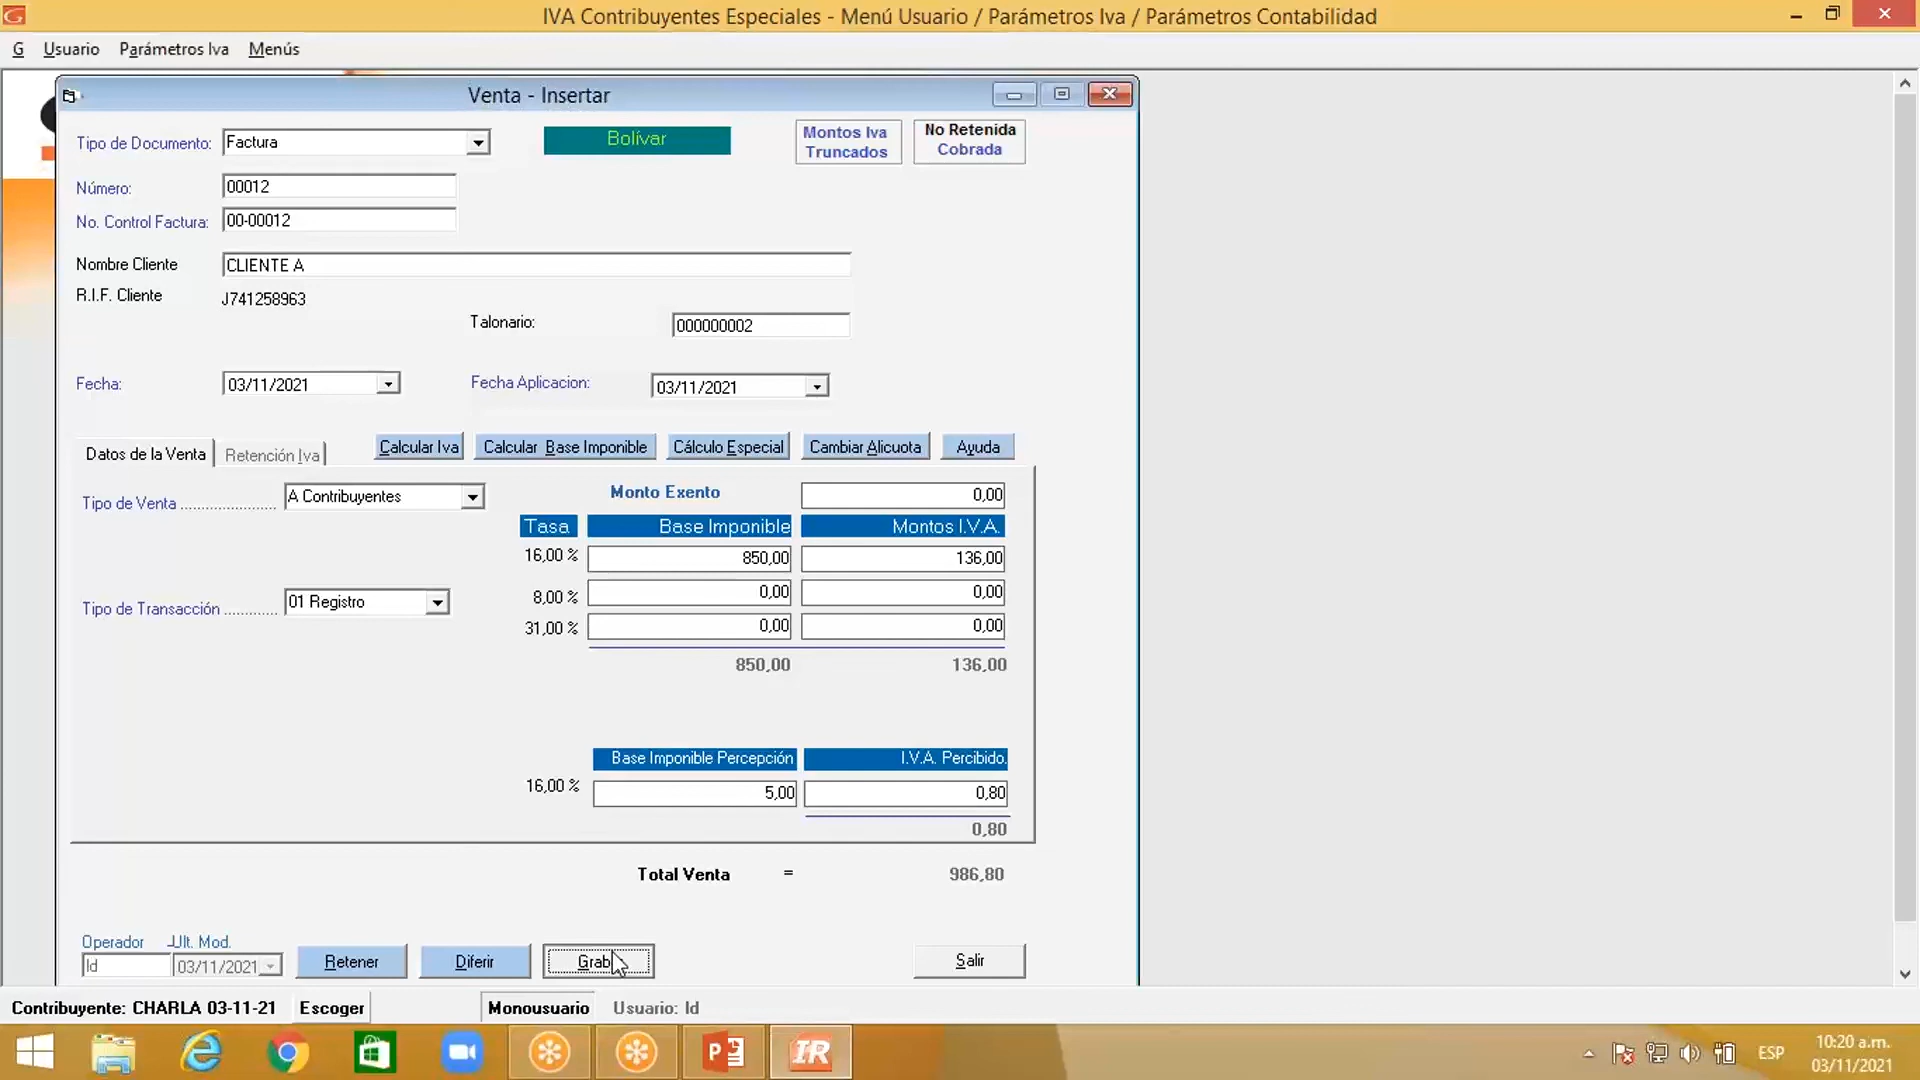 IVA Contribuyentes Especiales - Menú Usuario / Parámetros Iva / Parámetros Contabilidad
G Usuario Parámetros Iva Menús
Venta - Insertar
Tipo de Documento: Factura
Bolívar
Montos Iva
Truncados
No Retenida
Cobrada
Número: 00012
No. Control Factura: 00-00012
Nombre Cliente CLIENTE A
R.I.F. Cliente J741258963
Talonario: 000000002
Fecha: 03/11/2021 Fecha Aplicacion: 03/11/2021
Datos de la Venta Retención Iva Calcular Iva Calcular Base Imponible Cálculo Especial Cambiar Alicuota Ayuda
Tipo de Venta ................ A Contribuyentes
Monto Exento 0,00
Tasa Base Imponible Montos I.V.A.
16,00 % 850,00 136,00
8,00 % 0,00 0,00
Tipo de Transacción ............ 01 Registro
31,00 % 0,00 0,00
850,00 136,00
Base Imponible Percepción I.V.A. Percibido.
16,00 % 5,00 0,80
0,80
Total Venta = 986,80
Operador Ult. Mod.
Id 03/11/2021 Retener Diferir Salir
Contribuyente: CHARLA 03-11-21 Escoger Monousuario Usuario: Id
P
IR
ESP
10:20 a.m.
03/11/2021